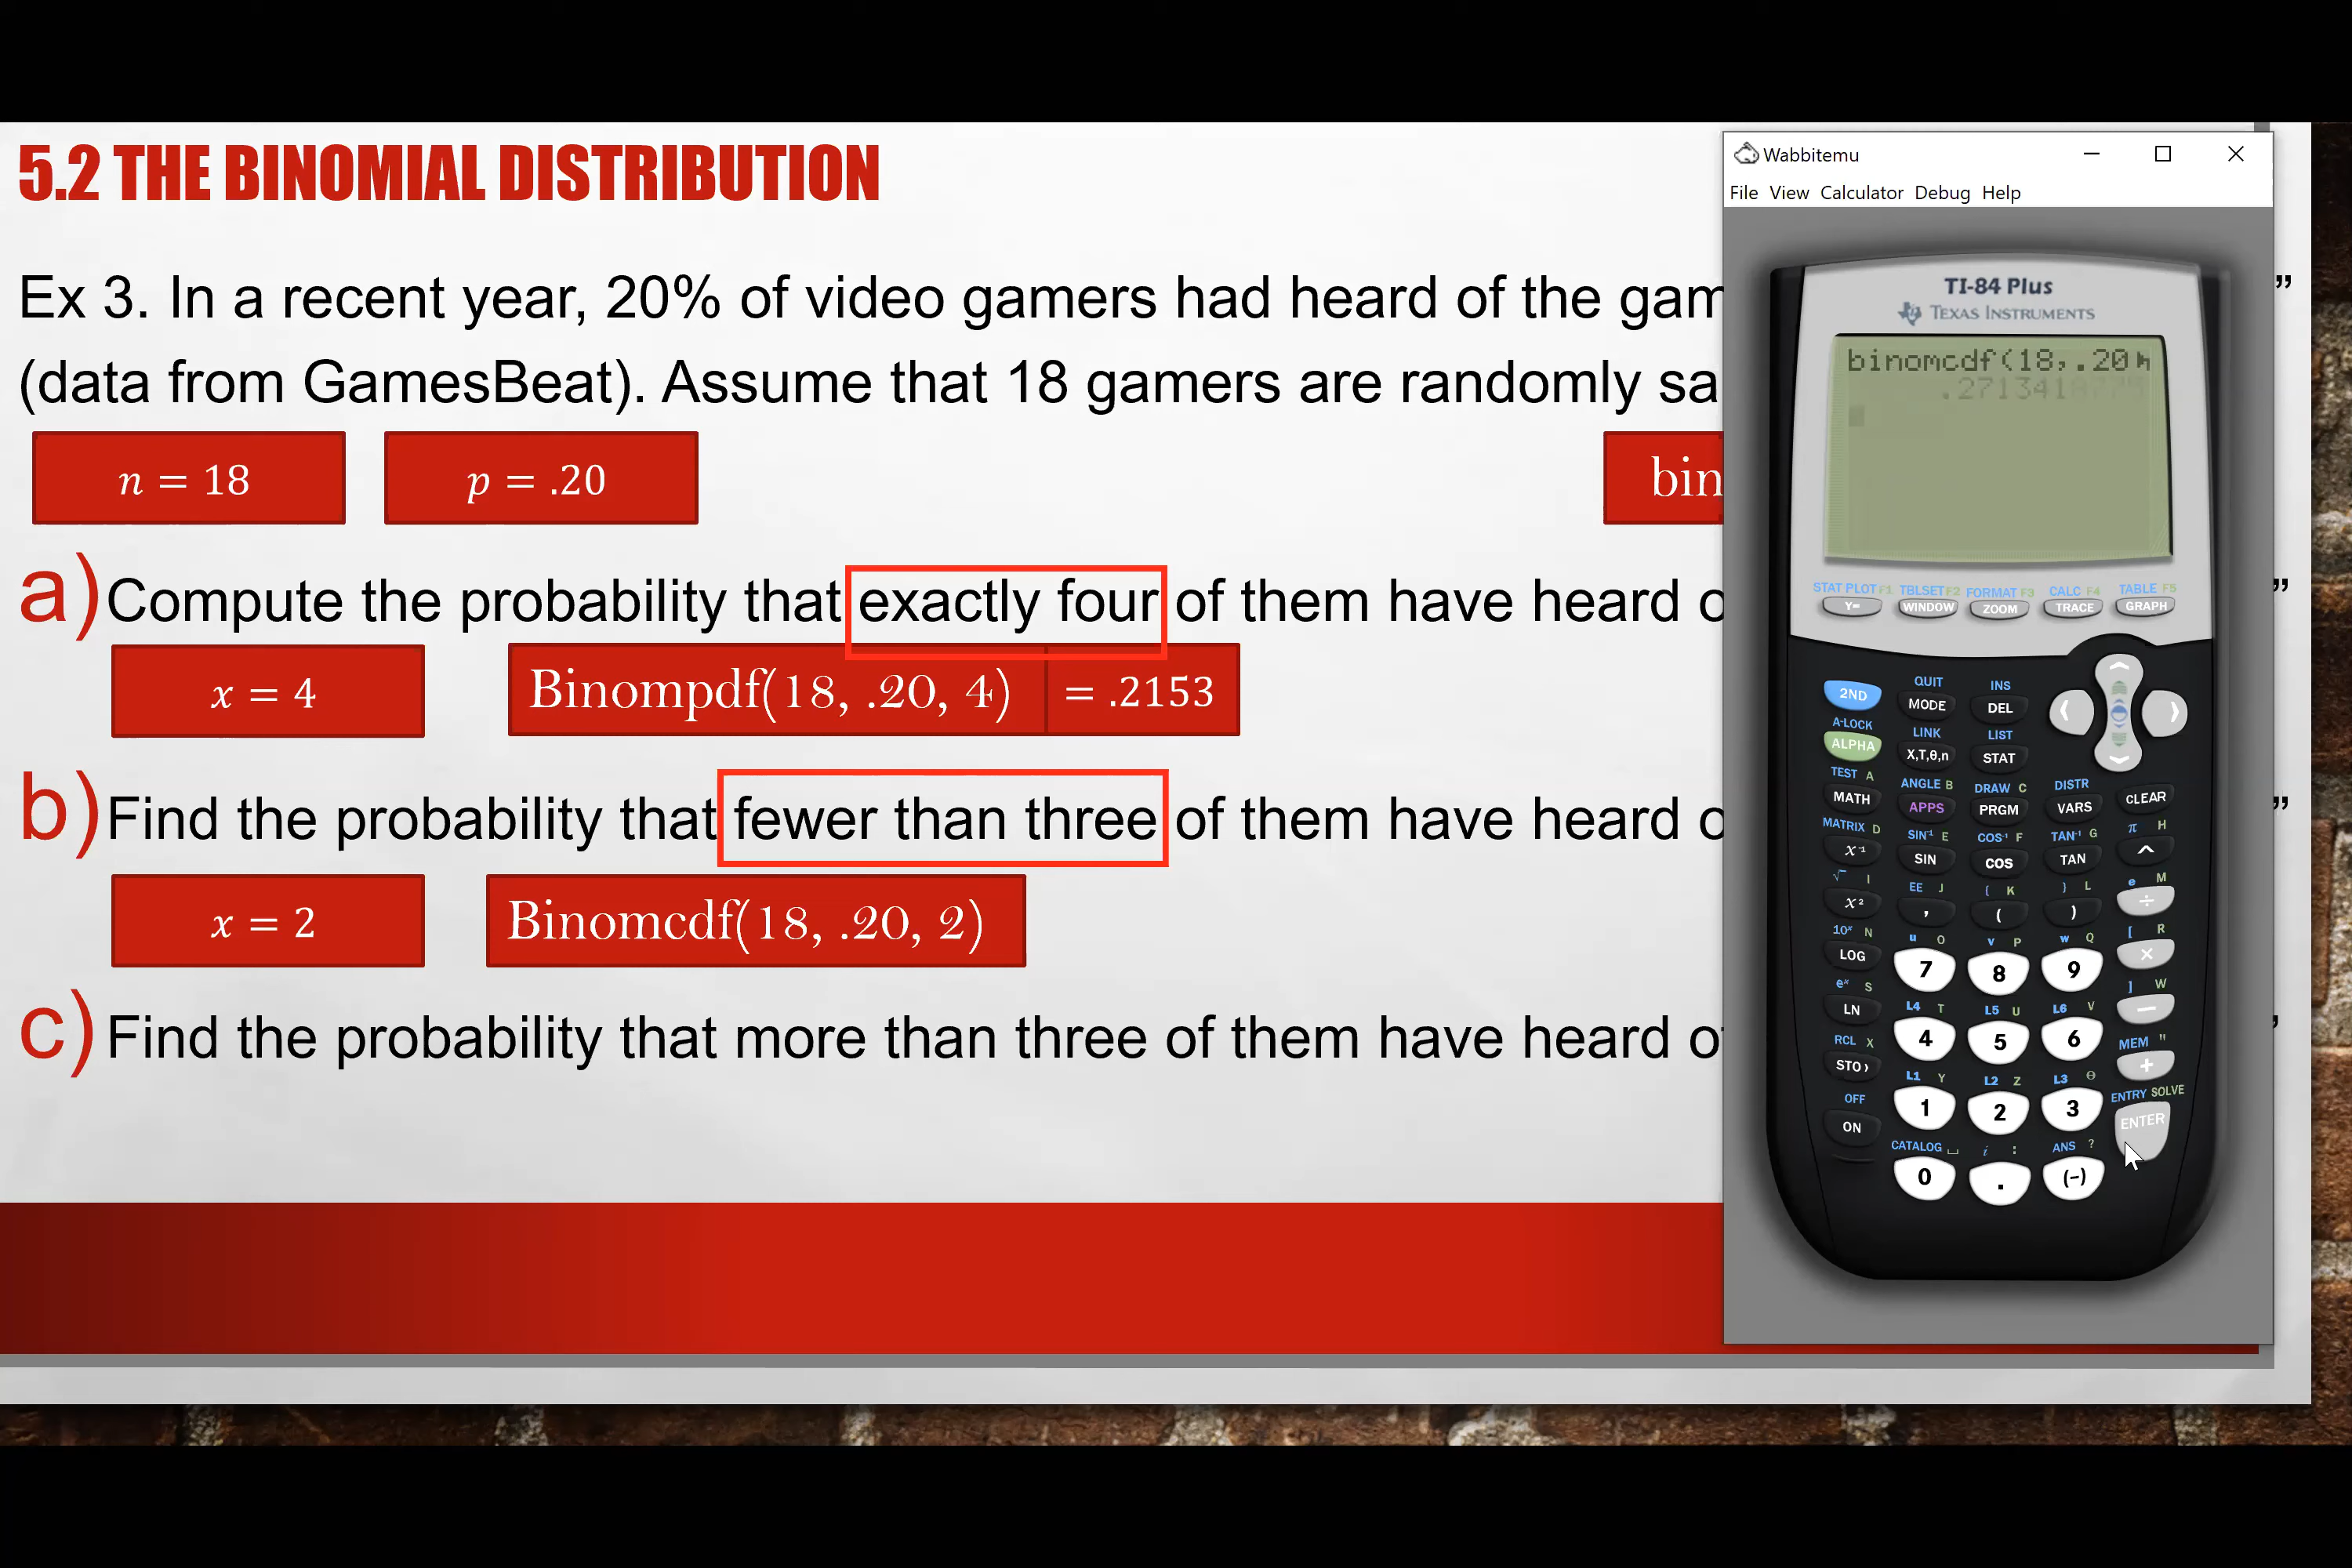 5.2 THE BINOMIAL DISTRIBUTION
Ex 3. In a recent year, 20% of video gamers had heard of the gam ”
(data from GamesBeat). Assume that 18 gamers are randomly sa
n = 18
p = .20
bin
a) Compute the probability that exactly four of them have heard o ”
x = 4
Binompdf(18, .20, 4)
= .2153
b) Find the probability that fewer than three of them have heard o ”
x = 2
Binomcdf(18, .20, 2)
c) Find the probability that more than three of them have heard of
Wabbitemu
File View Calculator Debug Help
TI-84 Plus
TEXAS INSTRUMENTS
binomcdf(18,.20
STAT PLOT F1 TBLSET F2 FORMAT F3 CALC F4 TABLE F5
Y= WINDOW ZOOM TRACE GRAPH
QUIT INS
2ND MODE DEL
A-LOCK LINK LIST
ALPHA X,T,θ,n STAT
TEST A ANGLE B DRAW C DISTR
MATH APPS PRGM VARS CLEAR
MATRIX D SIN⁻¹ E COS⁻¹ F TAN⁻¹ G π H
x⁻¹ SIN COS TAN ^
√ I EE J { K } L e M
x² , ( ) ÷
10ˣ N u O v P w Q [ R
LOG 7 8 9 ×
eˣ S L4 T L5 U L6 V ] W
LN 4 5 6 −
RCL X L1 Y L2 Z L3 θ MEM "
STO› 1 2 3 +
OFF CATALOG ⎵ i : ANS ? ENTRY SOLVE
ON 0 . (-) ENTER